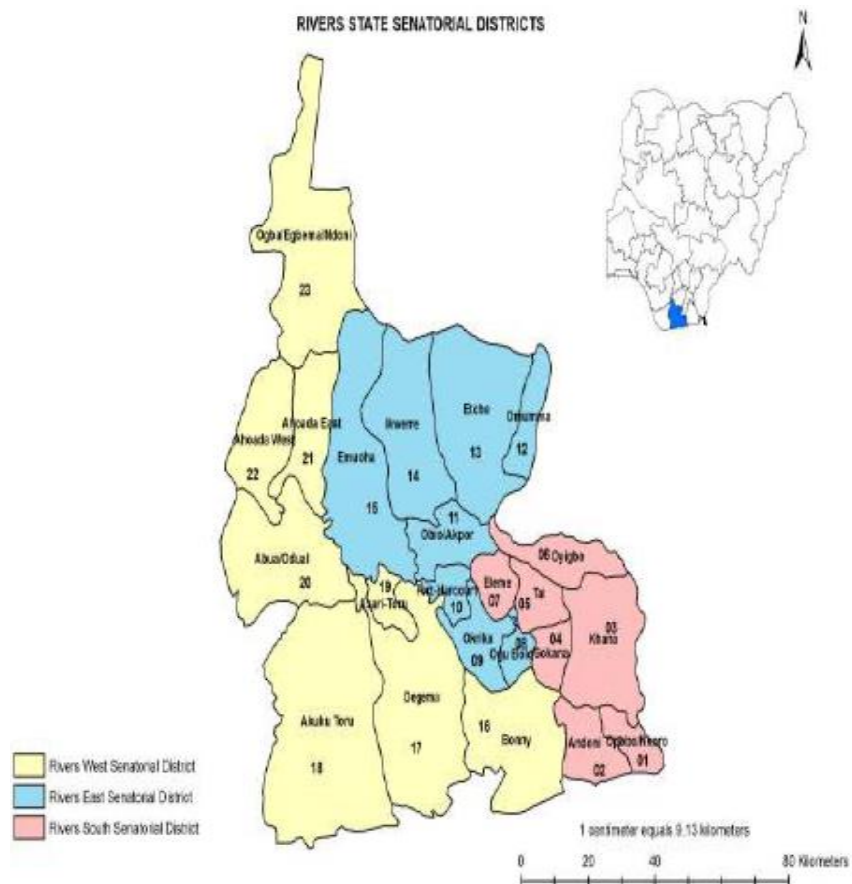 RIVERS STATE SENATORIAL DISTRICTS
N
Ogba/Egbema/Ndoni
23
Ahoada West
22
Ahoada East
21
Emuoha
15
Ikwerre
14
Etche
13
Omumma
12
11
Obio/Akpor
Abua/Odual
20
19
Asari-Toru
Port-Harcourt
10
Eleme
07
06 Oyigbo
Tai
05
03
Khana
04
Gokana
Okrika
09
Ogu Bolo
Akuku Toru
18
Degema
17
16
Bonny
Andoni
02
01
Rivers West Senatorial District
Rivers East Senatorial District
Rivers South Senatorial District
1 centimeter equals 9.13 kilometers
0 20 40 80 Kilometers